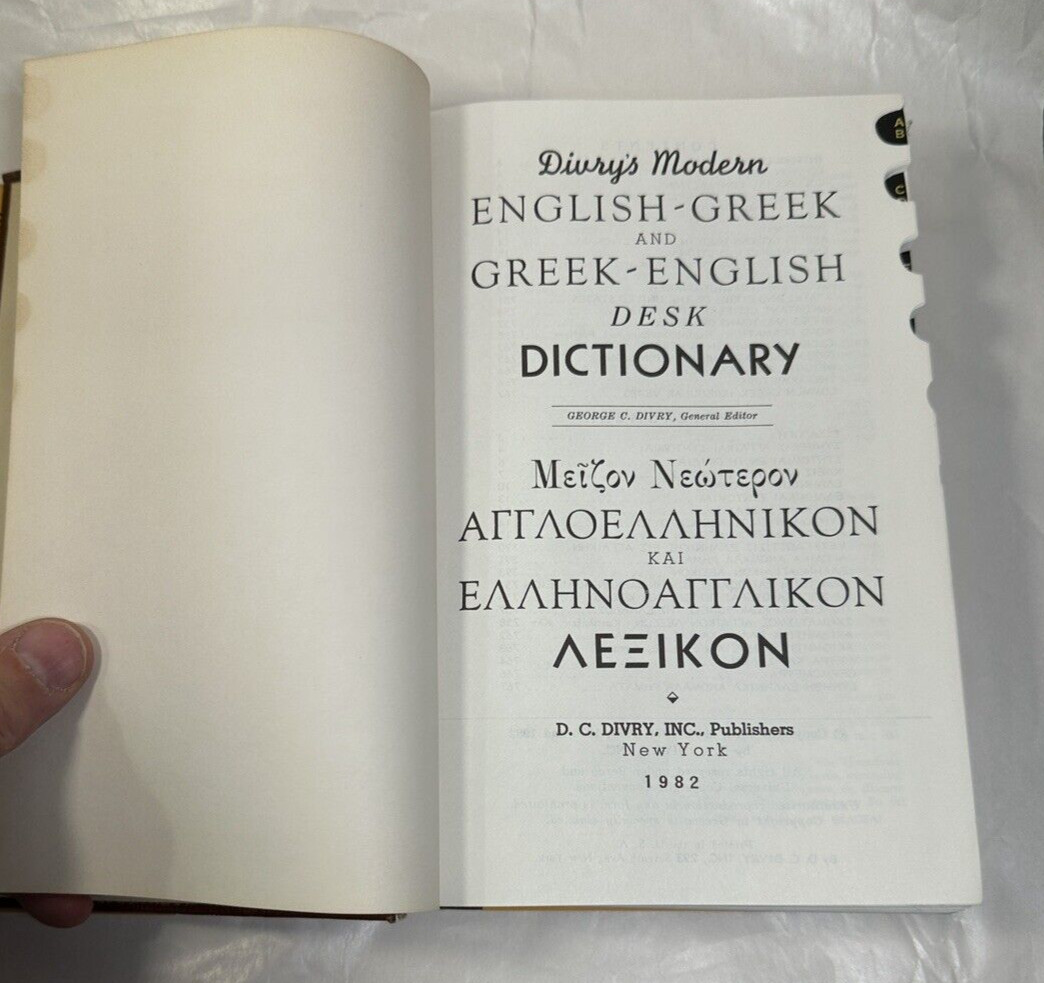 Divry's Modern
ENGLISH-GREEK
AND
GREEK-ENGLISH
DESK
DICTIONARY
GEORGE C. DIVRY, General Editor
Μεῖζον Νεώτερον
ΑΓΓΛΟΕΛΛΗΝΙΚΟΝ
ΚΑΙ
ΕΛΛΗΝΟΑΓΓΛΙΚΟΝ
ΛΕΞΙΚΟΝ
D. C. DIVRY, INC., Publishers
New York
1982
A
B
C